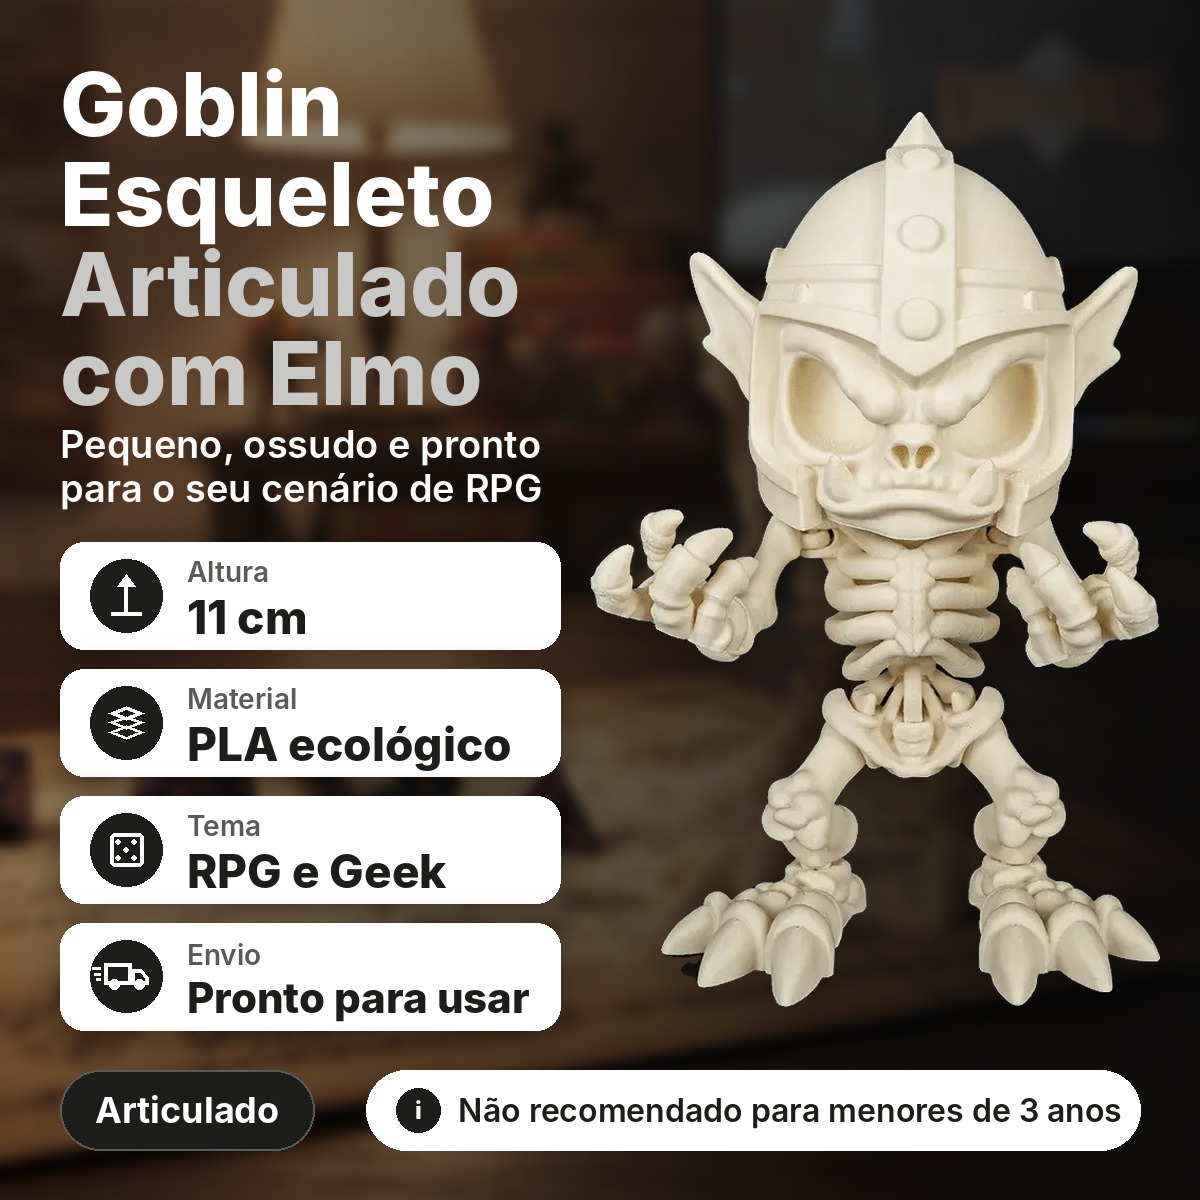 Goblin
Esqueleto
Articulado
com Elmo
Pequeno, ossudo e pronto
para o seu cenário de RPG
Altura
11 cm
Material
PLA ecológico
Tema
RPG e Geek
Envio
Pronto para usar
Articulado
i Não recomendado para menores de 3 anos